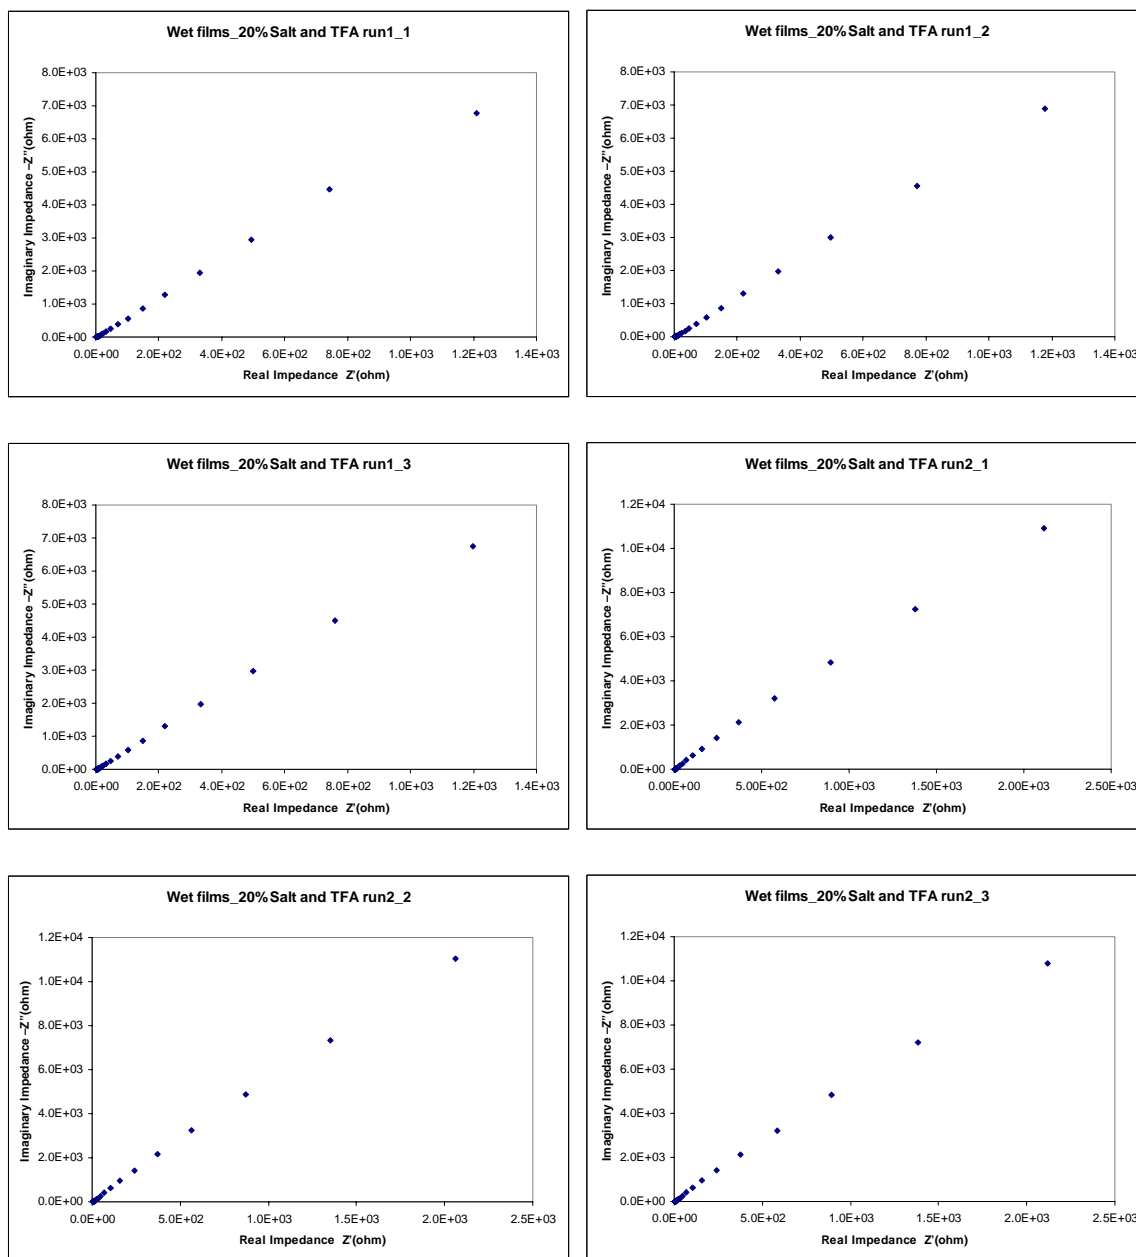 Wet films_20% Salt and TFA run1_1
8.0E+03
7.0E+03
6.0E+03
5.0E+03
4.0E+03
3.0E+03
2.0E+03
1.0E+03
0.0E+00
Imaginary Impedance –Z"(ohm)
0.0E+00 2.0E+02 4.0E+02 6.0E+02 8.0E+02 1.0E+03 1.2E+03 1.4E+03
Real Impedance Z'(ohm)
Wet films_20% Salt and TFA run1_2
8.0E+03
7.0E+03
6.0E+03
5.0E+03
4.0E+03
3.0E+03
2.0E+03
1.0E+03
0.0E+00
Imaginary Impedance –Z"(ohm)
0.0E+00 2.0E+02 4.0E+02 6.0E+02 8.0E+02 1.0E+03 1.2E+03 1.4E+03
Real Impedance Z'(ohm)
Wet films_20% Salt and TFA run1_3
8.0E+03
7.0E+03
6.0E+03
5.0E+03
4.0E+03
3.0E+03
2.0E+03
1.0E+03
0.0E+00
Imaginary Impedance –Z"(ohm)
0.0E+00 2.0E+02 4.0E+02 6.0E+02 8.0E+02 1.0E+03 1.2E+03 1.4E+03
Real Impedance Z'(ohm)
Wet films_20% Salt and TFA run2_1
1.2E+04
1.0E+04
8.0E+03
6.0E+03
4.0E+03
2.0E+03
0.0E+00
Imaginary Impedance –Z"(ohm)
0.00E+00 5.00E+02 1.00E+03 1.50E+03 2.00E+03 2.50E+03
Real Impedance Z'(ohm)
Wet films_20% Salt and TFA run2_2
1.2E+04
1.0E+04
8.0E+03
6.0E+03
4.0E+03
2.0E+03
0.0E+00
Imaginary Impedance –Z"(ohm)
0.0E+00 5.0E+02 1.0E+03 1.5E+03 2.0E+03 2.5E+03
Real Impedance Z'(ohm)
Wet films_20% Salt and TFA run2_3
1.2E+04
1.0E+04
8.0E+03
6.0E+03
4.0E+03
2.0E+03
0.0E+00
Imaginary Impedance –Z"(ohm)
0.0E+00 5.0E+02 1.0E+03 1.5E+03 2.0E+03 2.5E+03
Real Impedance Z'(ohm)